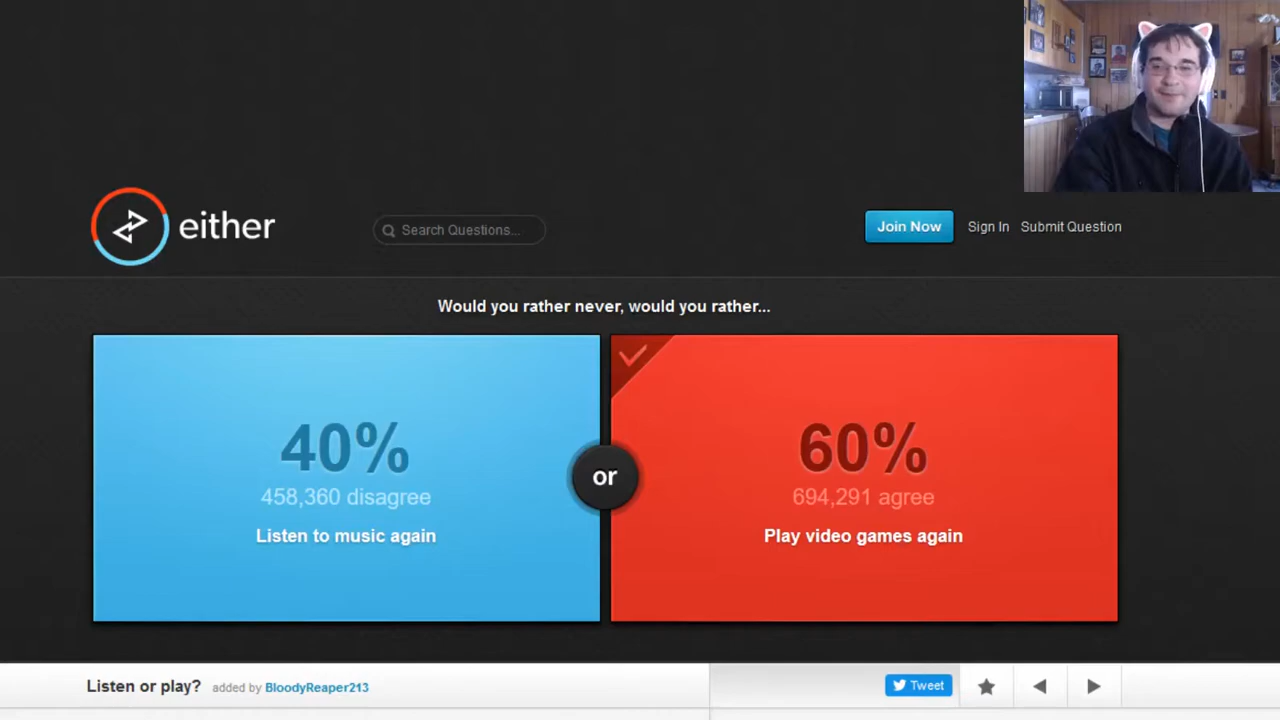 either
Search Questions...
Join Now
Sign In
Submit Question
Would you rather never, would you rather...
40%
458,360 disagree
Listen to music again
or
60%
694,291 agree
Play video games again
Listen or play? added by BloodyReaper213
Tweet